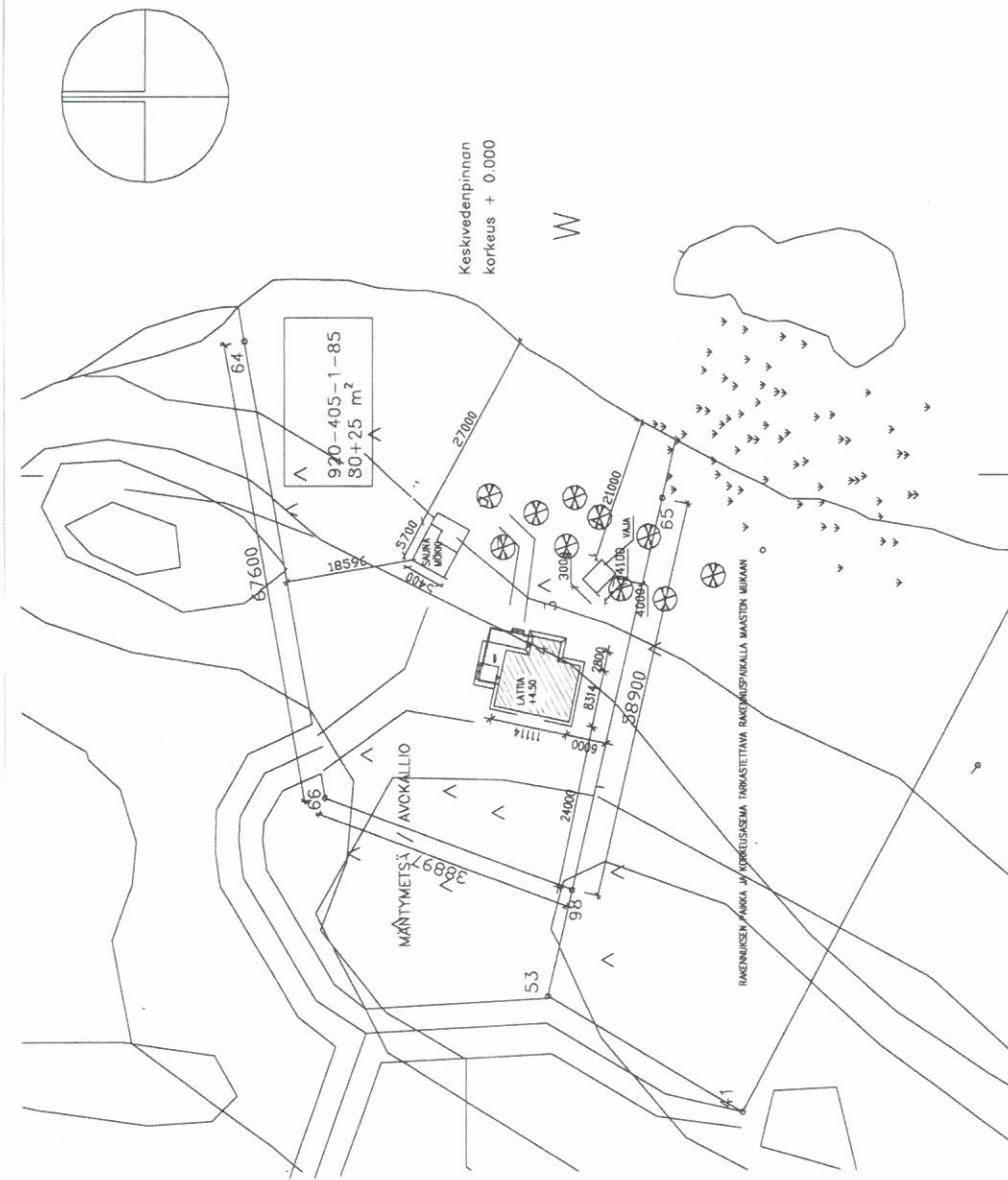 Keskivedenpinnan
korkeus + 0.000
W
64
920-405-1-85
30+25 m²
67600
27000
18596
5700
SAUNA
MÖKKI
5400
21000
65
VAJA
3000
4100
4000
LATTIA
+4.50
2800
8314
58900
11114
6000
66
MÄNTYMETSÄ / AVOKALLIO
38897
24000
98
53
41
RAKENNUKSEN PAIKKA JA KORKEUSASEMA TARKASTETTAVA RAKENNUSPAIKALLA MAASTON MUKAAN